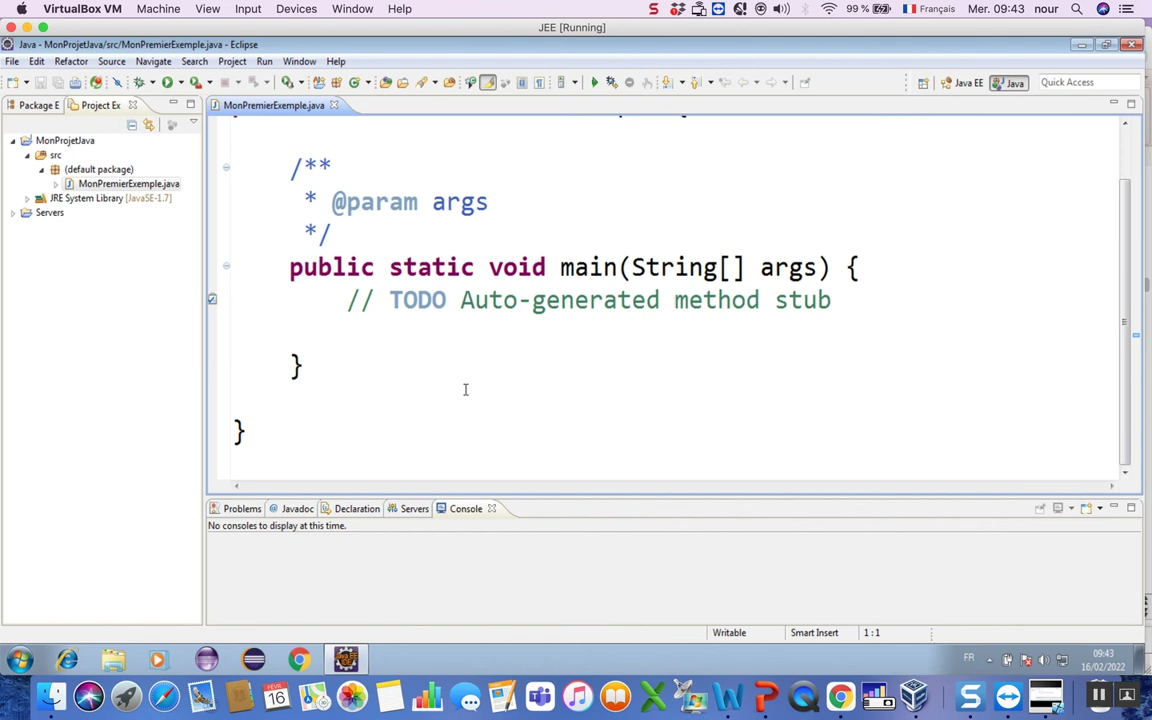 VirtualBox VM Machine View Input Devices Window Help 99 % Français Mer. 09:43 nour
JEE [Running]
Java - MonProjetJava/src/MonPremierExemple.java - Eclipse
File Edit Refactor Source Navigate Search Project Run Window Help
Java EE Java Quick Access
Package E Project Ex MonPremierExemple.java
MonProjetJava
src
(default package)
MonPremierExemple.java
JRE System Library [JavaSE-1.7]
Servers
/**
* @param args
*/
public static void main(String[] args) {
// TODO Auto-generated method stub
}
}
Problems @ Javadoc Declaration Servers Console
No consoles to display at this time.
Writable Smart Insert 1 : 1
FR 09:43
16/02/2022
FÉVR
16